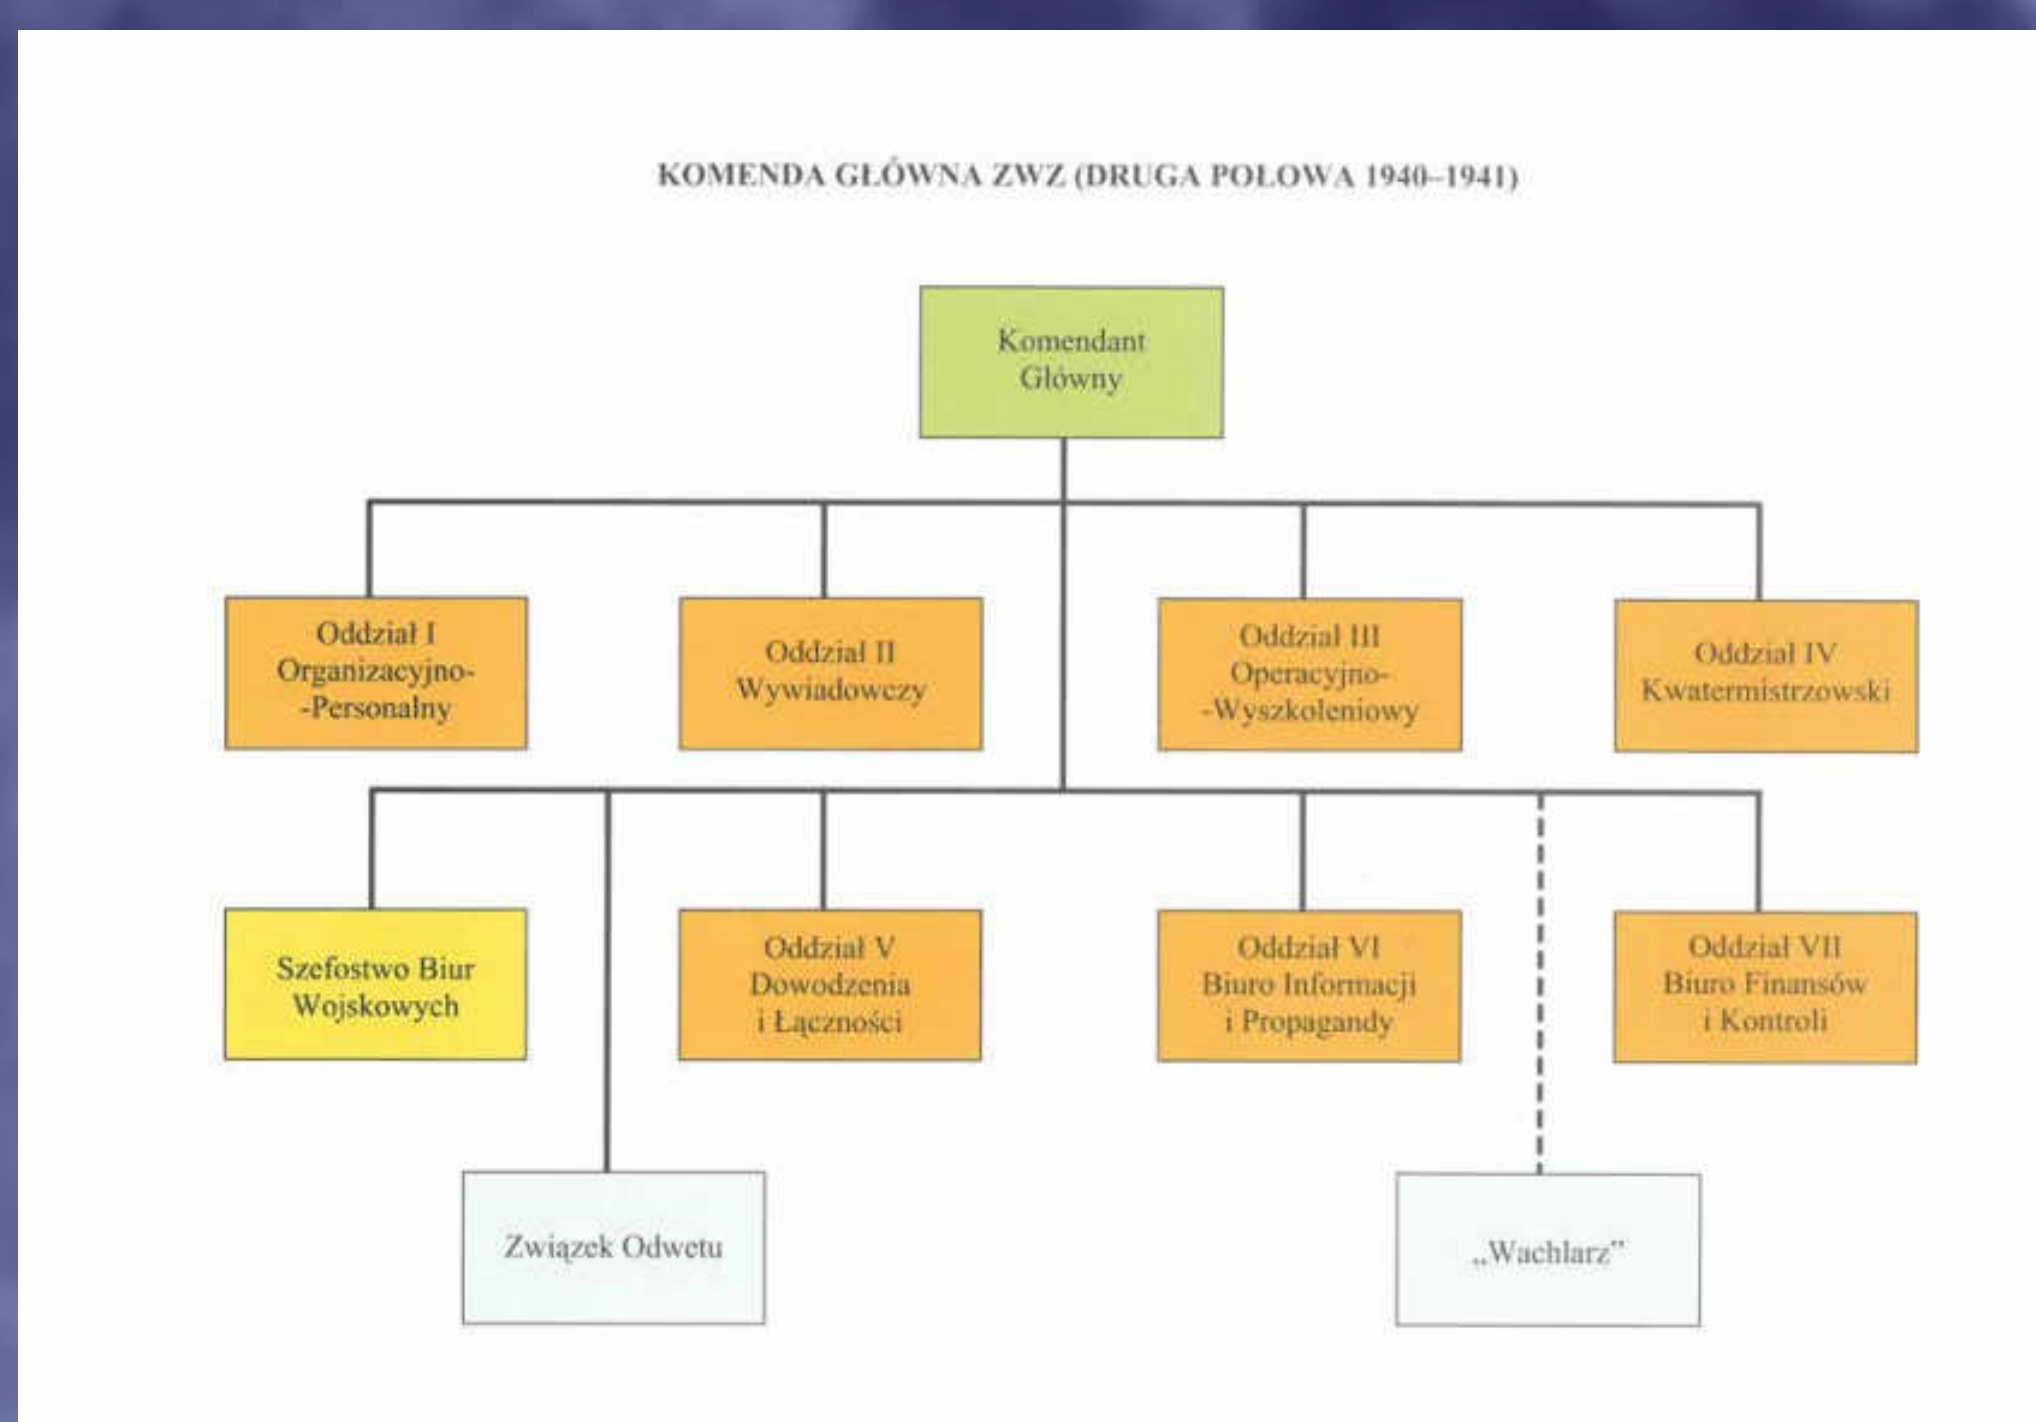 KOMENDA GŁÓWNA ZWZ (DRUGA POŁOWA 1940–1941)
Komendant
Główny
Oddział I
Organizacyjno-
-Personalny
Oddział II
Wywiadowczy
Oddział III
Operacyjno-
-Wyszkoleniowy
Oddział IV
Kwatermistrzowski
Szefostwo Biur
Wojskowych
Oddział V
Dowodzenia
i Łączności
Oddział VI
Biuro Informacji
i Propagandy
Oddział VII
Biuro Finansów
i Kontroli
Związek Odwetu
„Wachlarz”